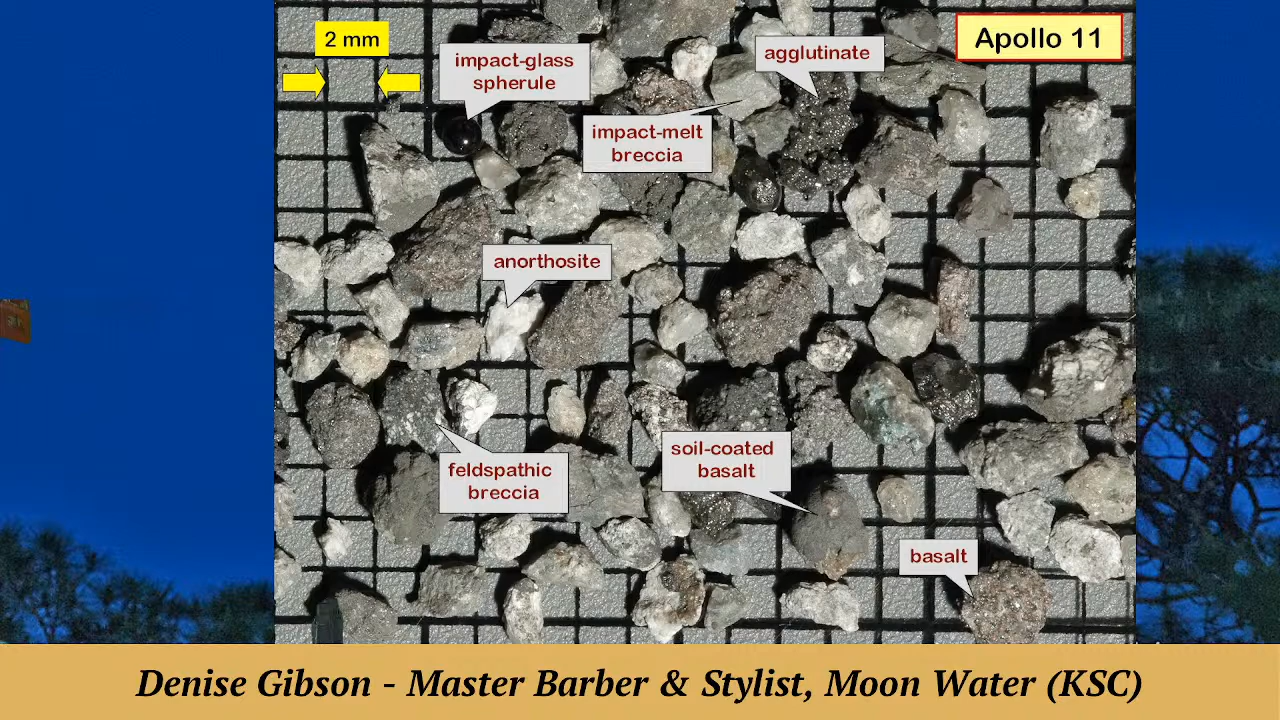 2 mm
impact-glass
spherule
agglutinate
Apollo 11
impact-melt
breccia
anorthosite
feldspathic
breccia
soil-coated
basalt
basalt
Denise Gibson - Master Barber & Stylist, Moon Water (KSC)